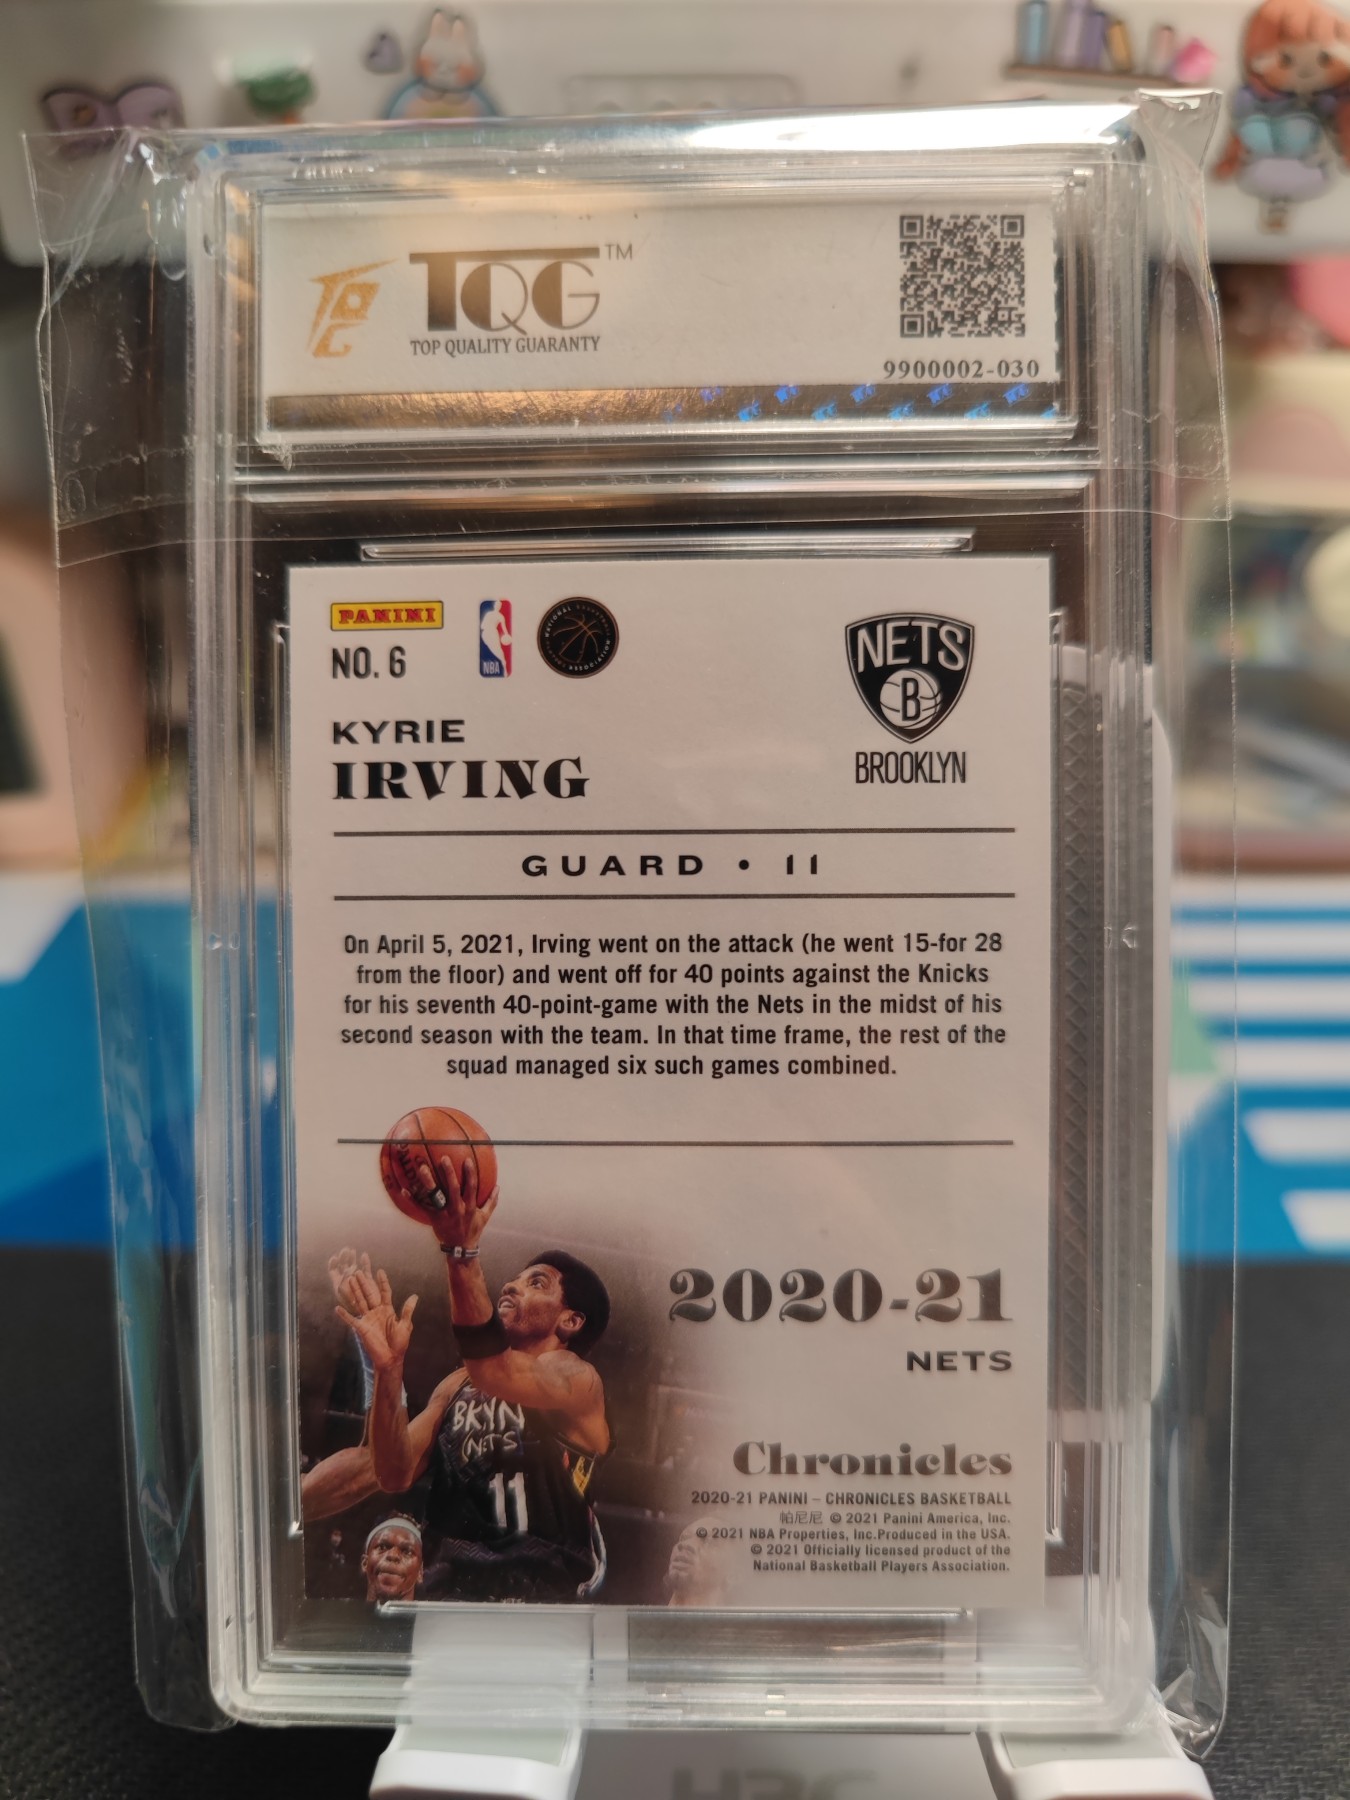 TQG™
TOP QUALITY GUARANTY
9900002-030
PANINI
NO. 6
NBA
NETS
B
BROOKLYN
KYRIE
IRVING
GUARD • 11
On April 5, 2021, Irving went on the attack (he went 15-for 28
from the floor) and went off for 40 points against the Knicks
for his seventh 40-point-game with the Nets in the midst of his
second season with the team. In that time frame, the rest of the
squad managed six such games combined.
2020-21
NETS
BKYN
NETS
11
Chronicles
2020-21 PANINI – CHRONICLES BASKETBALL
帕尼尼 © 2021 Panini America, Inc.
© 2021 NBA Properties, Inc.Produced in the USA.
© 2021 Officially licensed product of the
National Basketball Players Association.